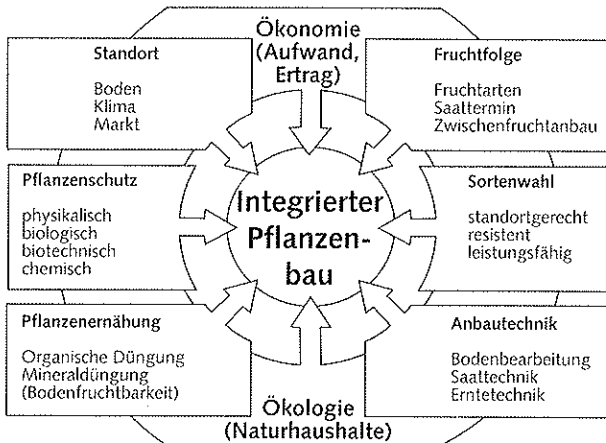 Ökonomie
(Aufwand,
Ertrag)
Standort
Boden
Klima
Markt
Fruchtfolge
Fruchtarten
Saattermin
Zwischenfruchtanbau
Pflanzenschutz
physikalisch
biologisch
biotechnisch
chemisch
Integrierter
Pflanzen-
bau
Sortenwahl
standortgerecht
resistent
leistungsfähig
Pflanzenernähung
Organische Düngung
Mineraldüngung
(Bodenfruchtbarkeit)
Anbautechnik
Bodenbearbeitung
Saattechnik
Erntetechnik
Ökologie
(Naturhaushalte)